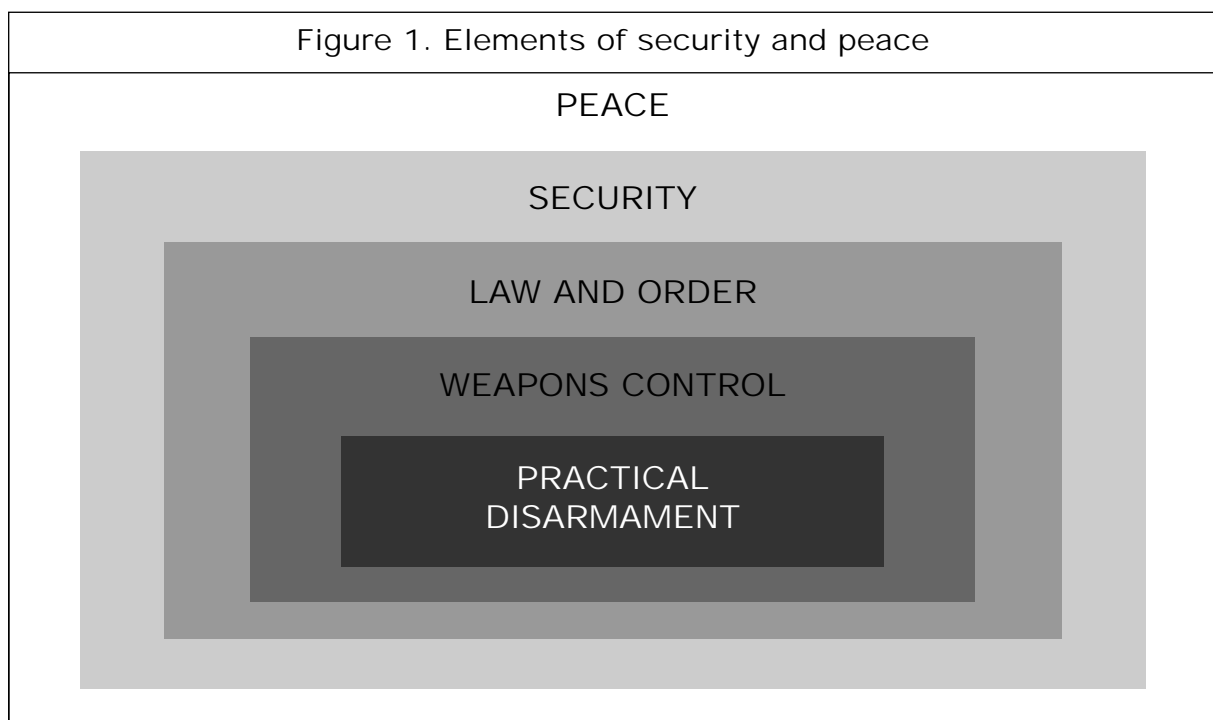 Figure 1. Elements of security and peace
PEACE
SECURITY
LAW AND ORDER
WEAPONS CONTROL
PRACTICAL
DISARMAMENT